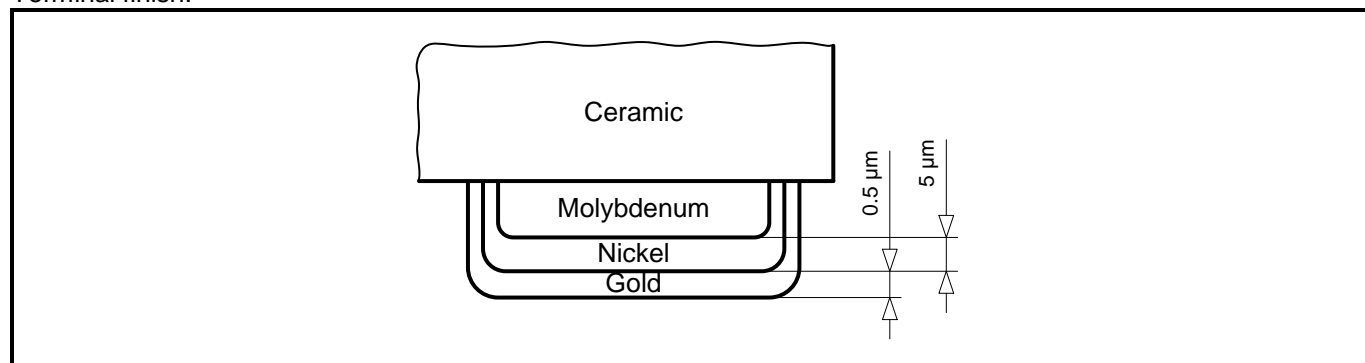 Terminal finish:
Ceramic
0.5 µm
5 µm
Molybdenum
Nickel
Gold